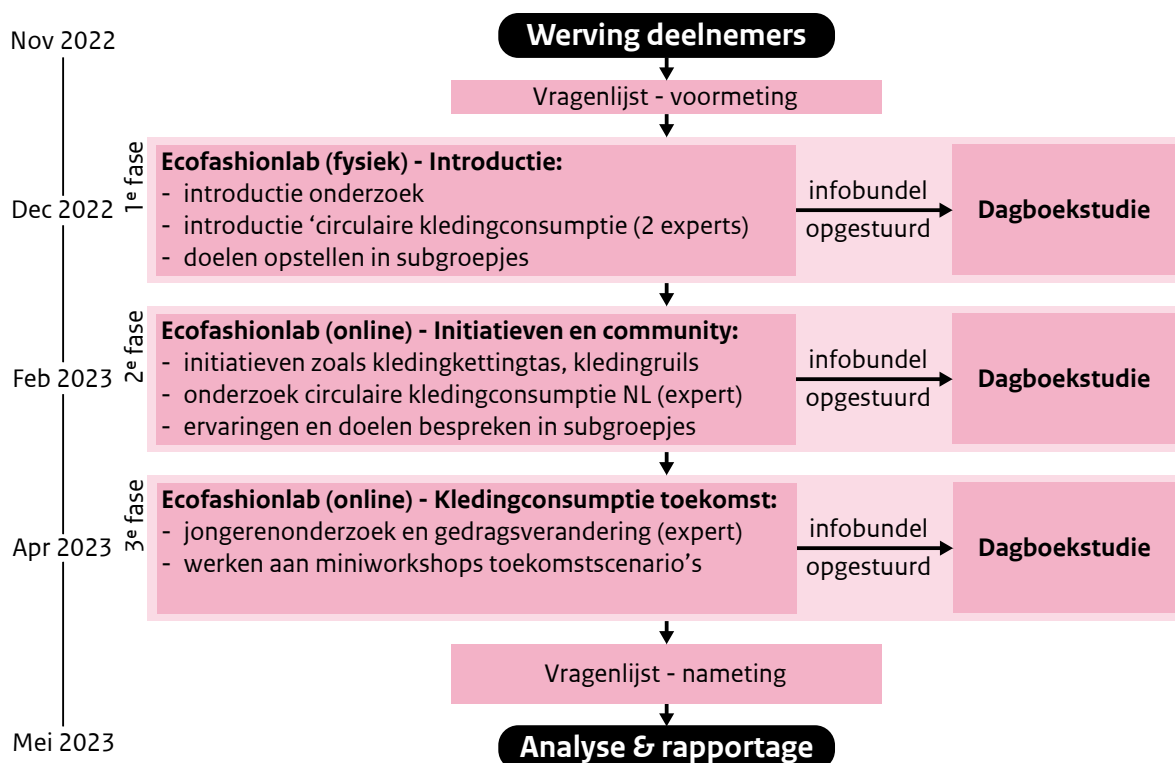 Nov 2022
Werving deelnemers
Vragenlijst - voormeting
1e fase
Dec 2022
Ecofashionlab (fysiek) - Introductie:
- introductie onderzoek
- introductie ‘circulaire kledingconsumptie (2 experts)
- doelen opstellen in subgroepjes
infobundel
opgestuurd
Dagboekstudie
2e fase
Feb 2023
Ecofashionlab (online) - Initiatieven en community:
- initiatieven zoals kledingkettingtas, kledingruils
- onderzoek circulaire kledingconsumptie NL (expert)
- ervaringen en doelen bespreken in subgroepjes
infobundel
opgestuurd
Dagboekstudie
3e fase
Apr 2023
Ecofashionlab (online) - Kledingconsumptie toekomst:
- jongerenonderzoek en gedragsverandering (expert)
- werken aan miniworkshops toekomstscenario’s
infobundel
opgestuurd
Dagboekstudie
Vragenlijst - nameting
Mei 2023
Analyse & rapportage